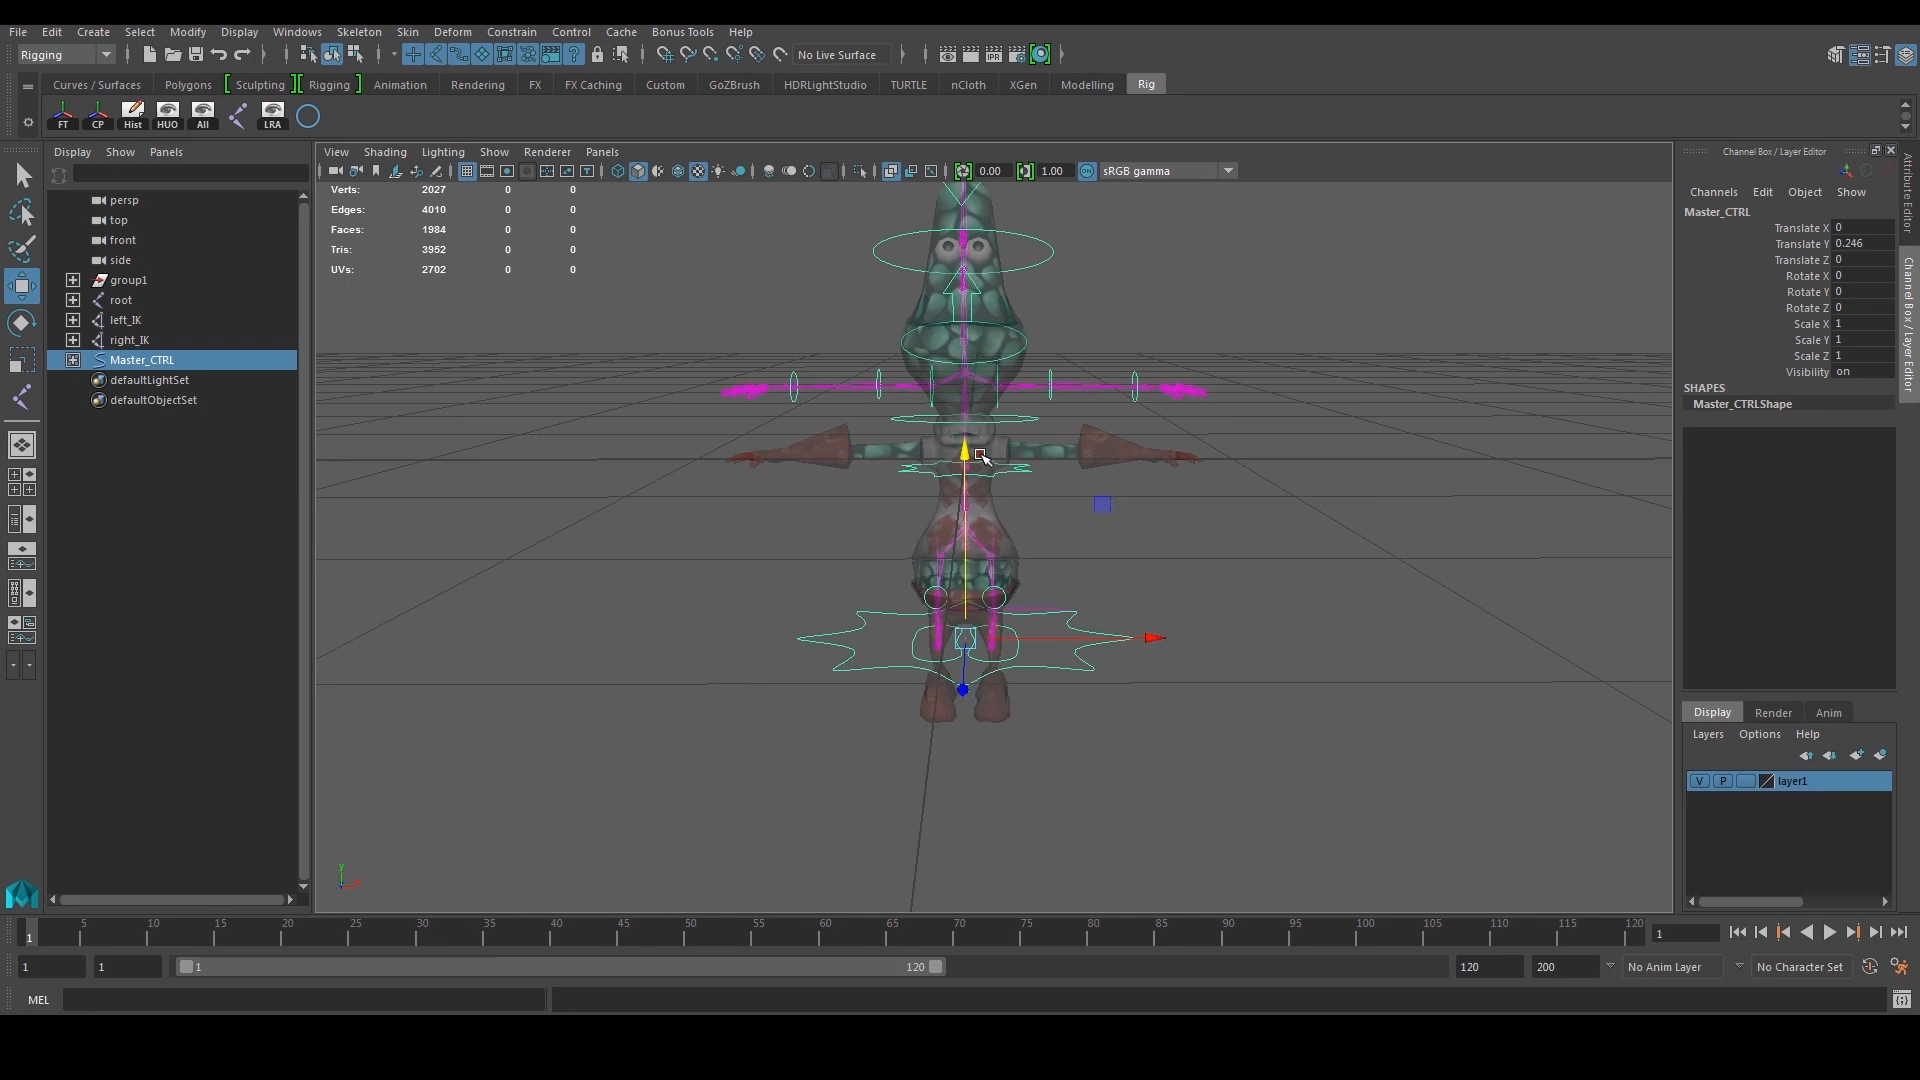 File Edit Create Select Modify Display Windows Skeleton Skin Deform Constrain Control Cache Bonus Tools Help
Rigging No Live Surface
Curves / Surfaces Polygons Sculpting Rigging Animation Rendering FX FX Caching Custom GoZBrush HDRLightStudio TURTLE nCloth XGen Modelling Rig
FT CP Hist HUO All LRA
Display Show Panels
persp
top
front
side
group1
root
left_IK
right_IK
Master_CTRL
defaultLightSet
defaultObjectSet
View Shading Lighting Show Renderer Panels
0.00 1.00 ON sRGB gamma
Verts: 2027 0 0
Edges: 4010 0 0
Faces: 1984 0 0
Tris: 3952 0 0
UVs: 2702 0 0
y
Channel Box / Layer Editor
Channels Edit Object Show
Master_CTRL
Translate X 0
Translate Y 0.246
Translate Z 0
Rotate X 0
Rotate Y 0
Rotate Z 0
Scale X 1
Scale Y 1
Scale Z 1
Visibility on
SHAPES
Master_CTRLShape
Attribute Editor
Channel Box / Layer Editor
Display Render Anim
Layers Options Help
V P layer1
1 5 10 15 20 25 30 35 40 45 50 55 60 65 70 75 80 85 90 95 100 105 110 115 120 1
1 1 1 120 120 200 No Anim Layer No Character Set
MEL